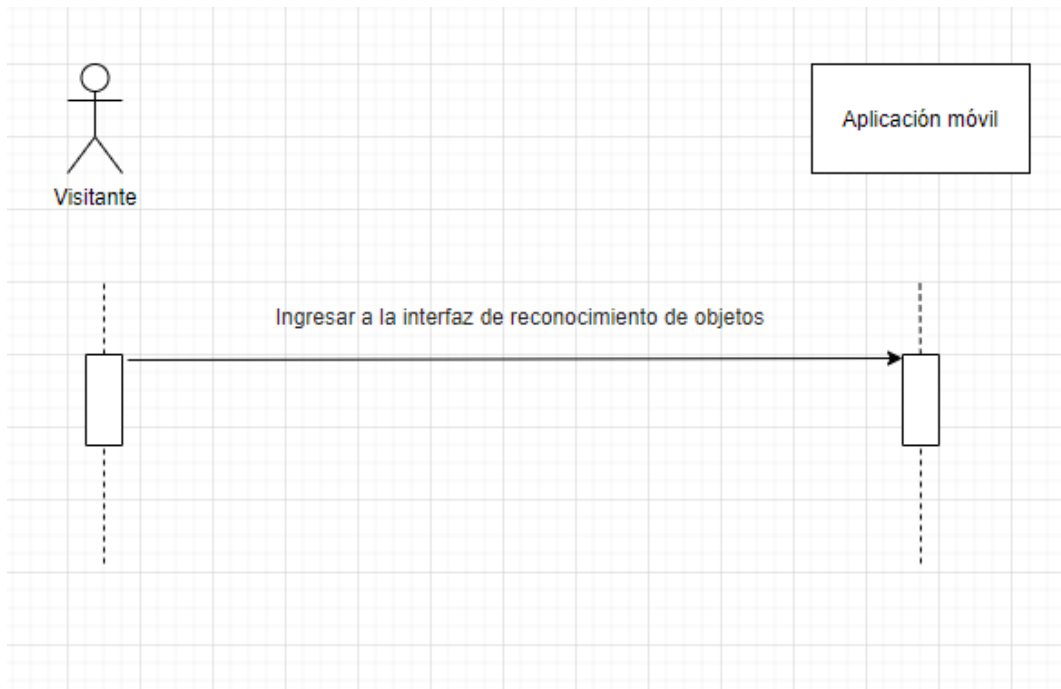 Aplicación móvil
Visitante
Ingresar a la interfaz de reconocimiento de objetos